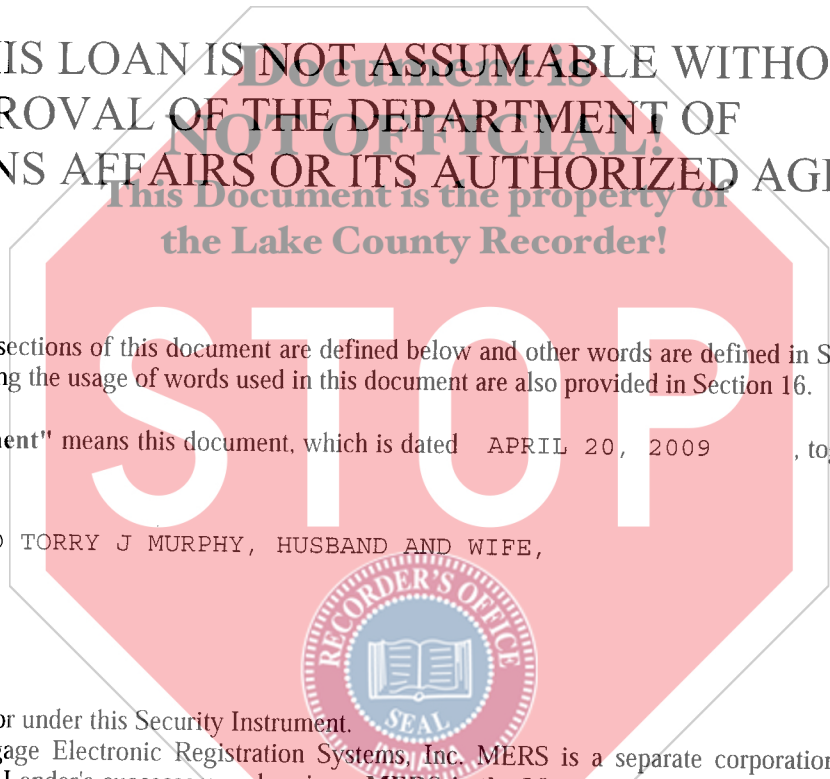 IS LOAN IS NOT ASSUMABLE WITHO
Document is
ROVAL OF THE DEPARTMENT OF
NOT OFFICIAL!
NS AFFAIRS OR ITS AUTHORIZED AGE
This Document is the property of
the Lake County Recorder!
STOP
sections of this document are defined below and other words are defined in S
ng the usage of words used in this document are also provided in Section 16.
ent" means this document, which is dated APRIL 20, 2009 , to
TORRY J MURPHY, HUSBAND AND WIFE,
RECORDER'S OFFICE
SEAL
or under this Security Instrument.
gage Electronic Registration Systems, Inc. MERS is a separate corporation